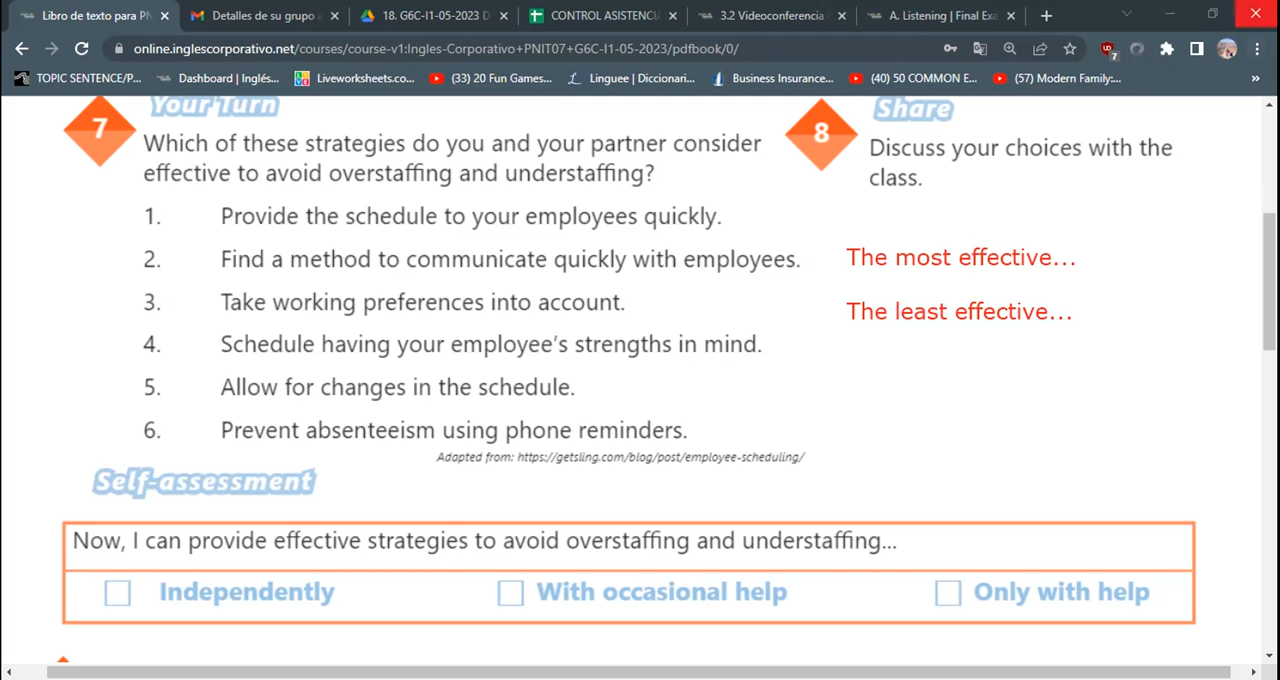 Libro de texto para PN
Detalles de su grupo a
18. G6C-I1-05-2023 D
CONTROL ASISTENCIA
3.2 Videoconferencia
A. Listening | Final Exa
online.inglescorporativo.net/courses/course-v1:Ingles-Corporativo+PNIT07+G6C-I1-05-2023/pdfbook/0/
7
TOPIC SENTENCE/P...
Dashboard | Inglés...
Liveworksheets.co...
(33) 20 Fun Games...
Linguee | Diccionari...
Business Insurance...
(40) 50 COMMON E...
(57) Modern Family:...
»
7
Your Turn
Which of these strategies do you and your partner consider
effective to avoid overstaffing and understaffing?
1. Provide the schedule to your employees quickly.
2. Find a method to communicate quickly with employees.
3. Take working preferences into account.
4. Schedule having your employee's strengths in mind.
5. Allow for changes in the schedule.
6. Prevent absenteeism using phone reminders.
Adapted from: https://getsling.com/blog/post/employee-scheduling/
8
Share
Discuss your choices with the
class.
The most effective...
The least effective...
Self-assessment
Now, I can provide effective strategies to avoid overstaffing and understaffing...
Independently
With occasional help
Only with help